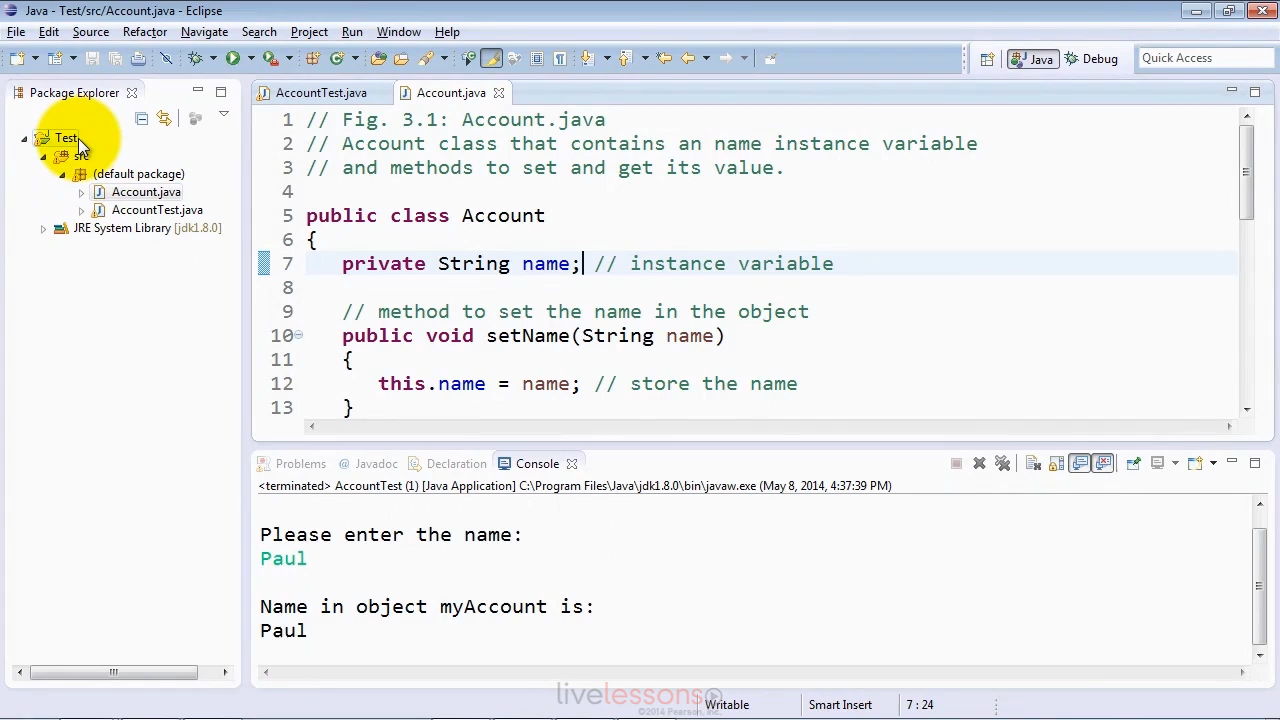 Java - Test/src/Account.java - Eclipse
File Edit Source Refactor Navigate Search Project Run Window Help
Java Debug Quick Access
Package Explorer
Test
src
(default package)
Account.java
AccountTest.java
JRE System Library [jdk1.8.0]
AccountTest.java Account.java
1 // Fig. 3.1: Account.java
2 // Account class that contains an name instance variable
3 // and methods to set and get its value.
4
5 public class Account
6 {
7 private String name; // instance variable
8
9 // method to set the name in the object
10 public void setName(String name)
11 {
12 this.name = name; // store the name
13 }
Problems @ Javadoc Declaration Console
<terminated> AccountTest (1) [Java Application] C:\Program Files\Java\jdk1.8.0\bin\javaw.exe (May 8, 2014, 4:37:39 PM)
Please enter the name:
Paul
Name in object myAccount is:
Paul
livelessons
©2014 Pearson, Inc.
Writable Smart Insert 7 : 24